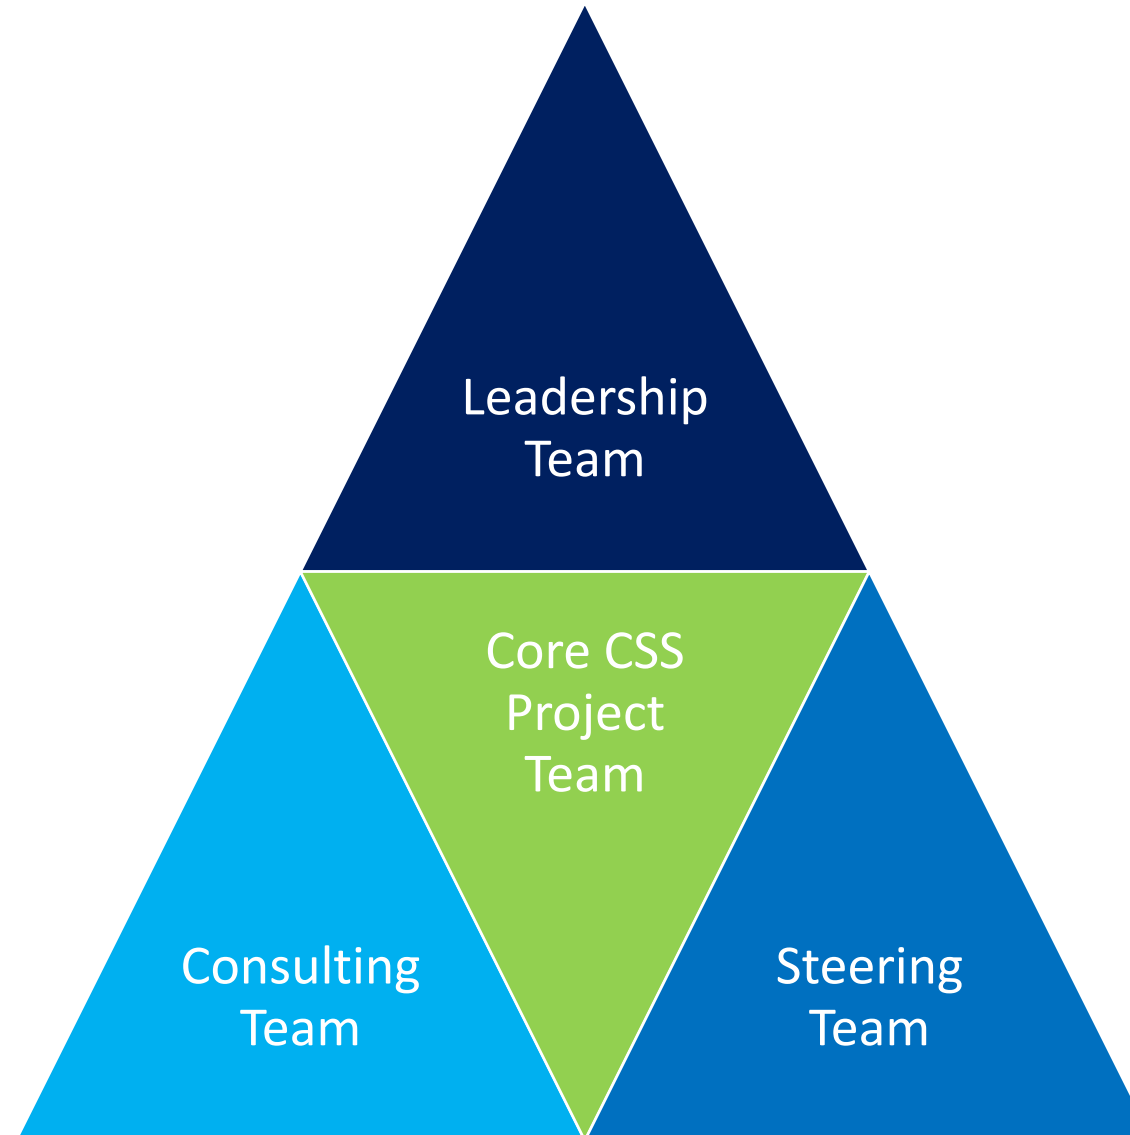 Leadership
Team
Core CSS
Project
Team
Consulting
Team
Steering
Team